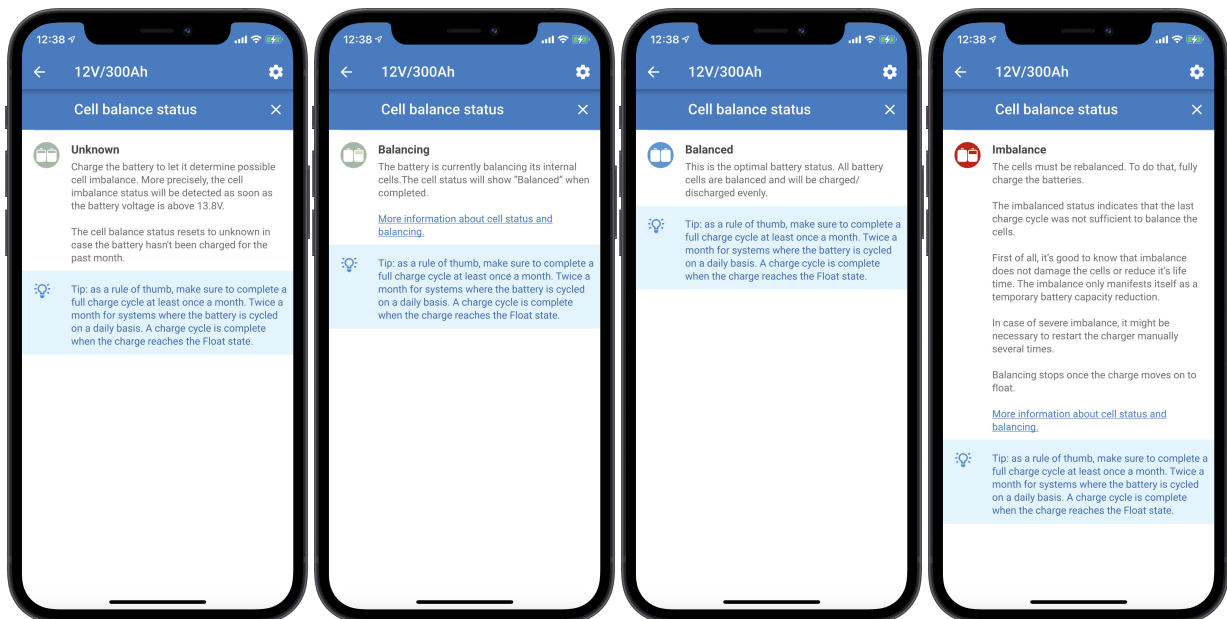 12:38
12V/300Ah
Cell balance status
Unknown
Charge the battery to let it determine possible
cell imbalance. More precisely, the cell
imbalance status will be detected as soon as
the battery voltage is above 13.8V.
The cell balance status resets to unknown in
case the battery hasn't been charged for the
past month.
Tip: as a rule of thumb, make sure to complete a
full charge cycle at least once a month. Twice a
month for systems where the battery is cycled
on a daily basis. A charge cycle is complete
when the charge reaches the Float state.
12:38
12V/300Ah
Cell balance status
Balancing
The battery is currently balancing its internal
cells.The cell status will show "Balanced" when
completed.
More information about cell status and
balancing.
Tip: as a rule of thumb, make sure to complete a
full charge cycle at least once a month. Twice a
month for systems where the battery is cycled
on a daily basis. A charge cycle is complete
when the charge reaches the Float state.
12:38
12V/300Ah
Cell balance status
Balanced
This is the optimal battery status. All battery
cells are balanced and will be charged/
discharged evenly.
Tip: as a rule of thumb, make sure to complete a
full charge cycle at least once a month. Twice a
month for systems where the battery is cycled
on a daily basis. A charge cycle is complete
when the charge reaches the Float state.
12:38
12V/300Ah
Cell balance status
Imbalance
The cells must be rebalanced. To do that, fully
charge the batteries.
The imbalanced status indicates that the last
charge cycle was not sufficient to balance the
cells.
First of all, it's good to know that imbalance
does not damage the cells or reduce it's life
time. The imbalance only manifests itself as a
temporary battery capacity reduction.
In case of severe imbalance, it might be
necessary to restart the charger manually
several times.
Balancing stops once the charge moves on to
float.
More information about cell status and
balancing.
Tip: as a rule of thumb, make sure to complete a
full charge cycle at least once a month. Twice a
month for systems where the battery is cycled
on a daily basis. A charge cycle is complete
when the charge reaches the Float state.